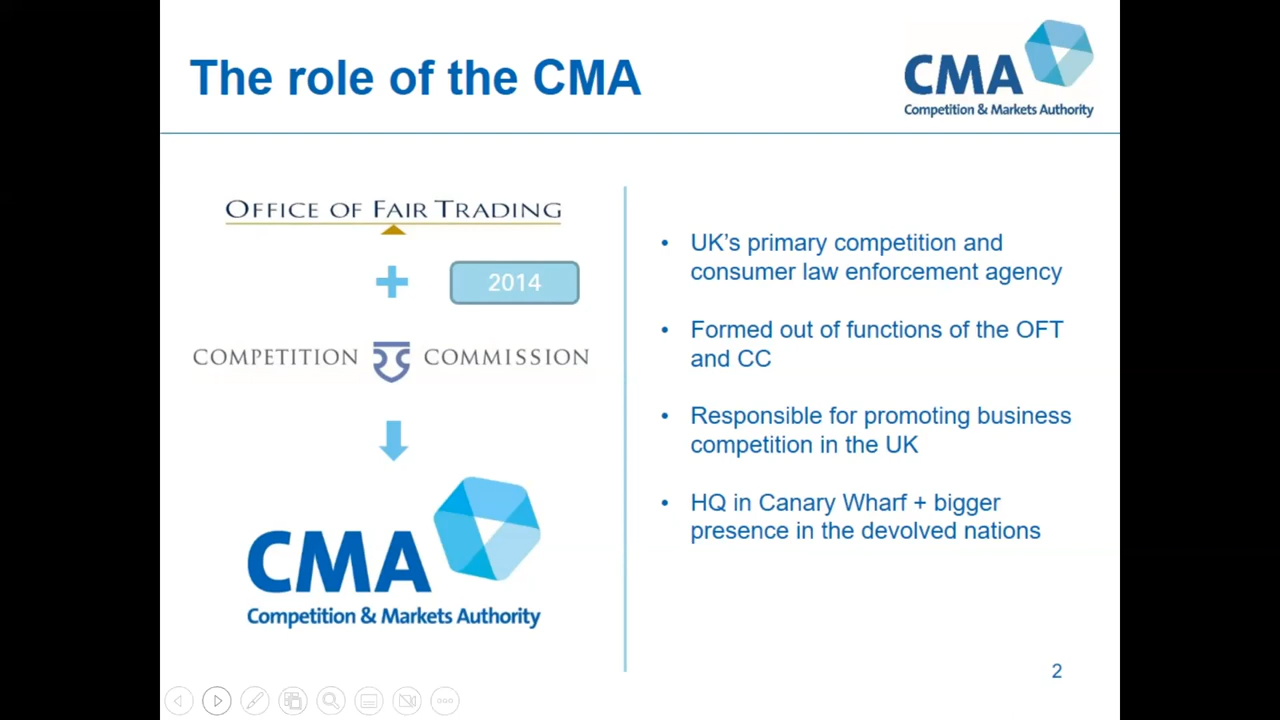 The role of the CMA
CMA
Competition & Markets Authority
OFFICE OF FAIR TRADING
2014
COMPETITION COMMISSION
CMA
Competition & Markets Authority
• UK’s primary competition and
consumer law enforcement agency
• Formed out of functions of the OFT
and CC
• Responsible for promoting business
competition in the UK
• HQ in Canary Wharf + bigger
presence in the devolved nations
2